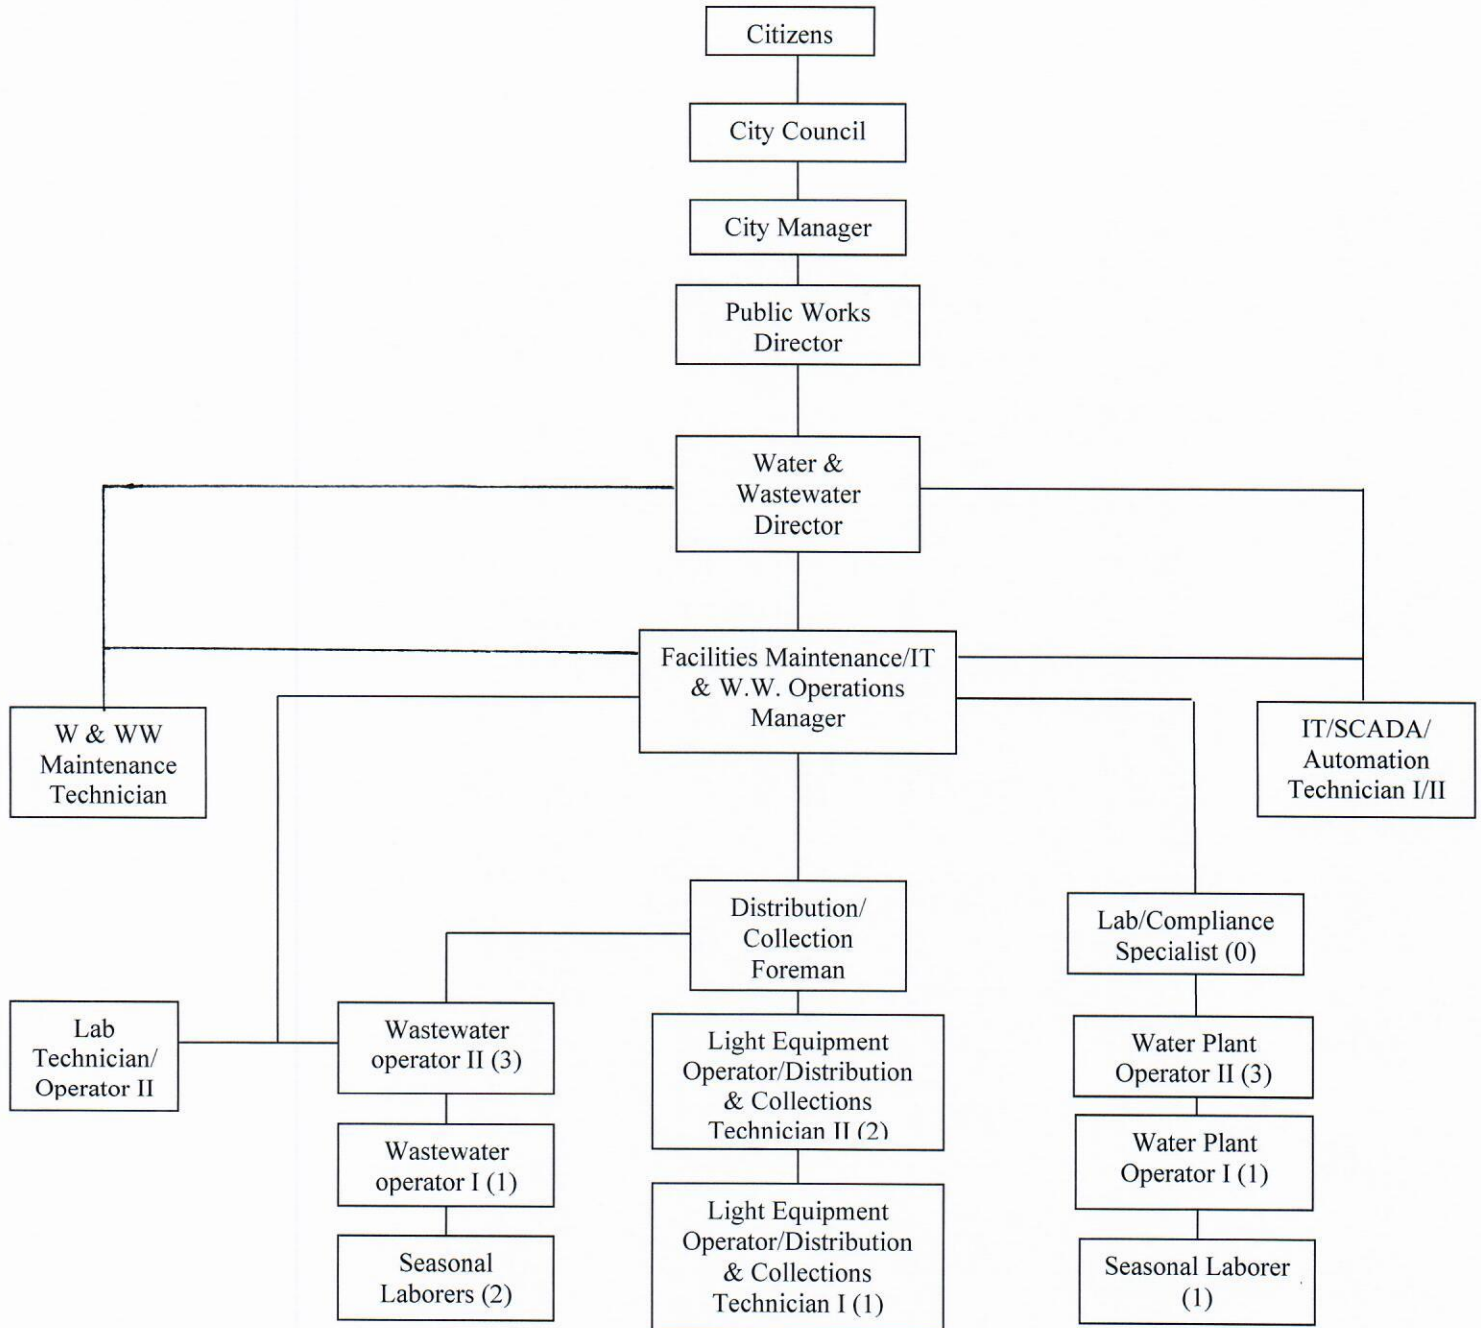 Citizens
City Council
City Manager
Public Works
Director
Water &
Wastewater
Director
Facilities Maintenance/IT
& W.W. Operations
Manager
W & WW
Maintenance
Technician
IT/SCADA/
Automation
Technician I/II
Distribution/
Collection
Foreman
Lab/Compliance
Specialist (0)
Lab
Technician/
Operator II
Wastewater
operator II (3)
Light Equipment
Operator/Distribution
& Collections
Technician II (2)
Water Plant
Operator II (3)
Wastewater
operator I (1)
Water Plant
Operator I (1)
Light Equipment
Operator/Distribution
& Collections
Technician I (1)
Seasonal
Laborers (2)
Seasonal Laborer
(1)